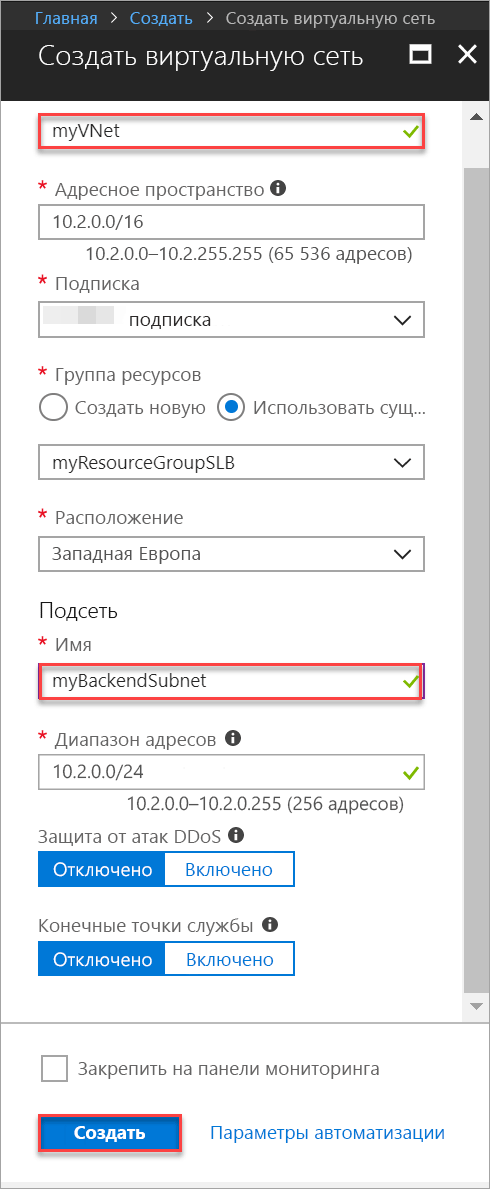 Главная > Создать > Создать виртуальную сеть
Создать виртуальную сеть
myVNet
* Адресное пространство
10.2.0.0/16
10.2.0.0–10.2.255.255 (65 536 адресов)
* Подписка
подписка
* Группа ресурсов
Создать новую Использовать сущ...
myResourceGroupSLB
* Расположение
Западная Европа
Подсеть
* Имя
myBackendSubnet
* Диапазон адресов
10.2.0.0/24
10.2.0.0–10.2.0.255 (256 адресов)
Защита от атак DDoS
Отключено Включено
Конечные точки службы
Отключено Включено
Закрепить на панели мониторинга
Создать Параметры автоматизации